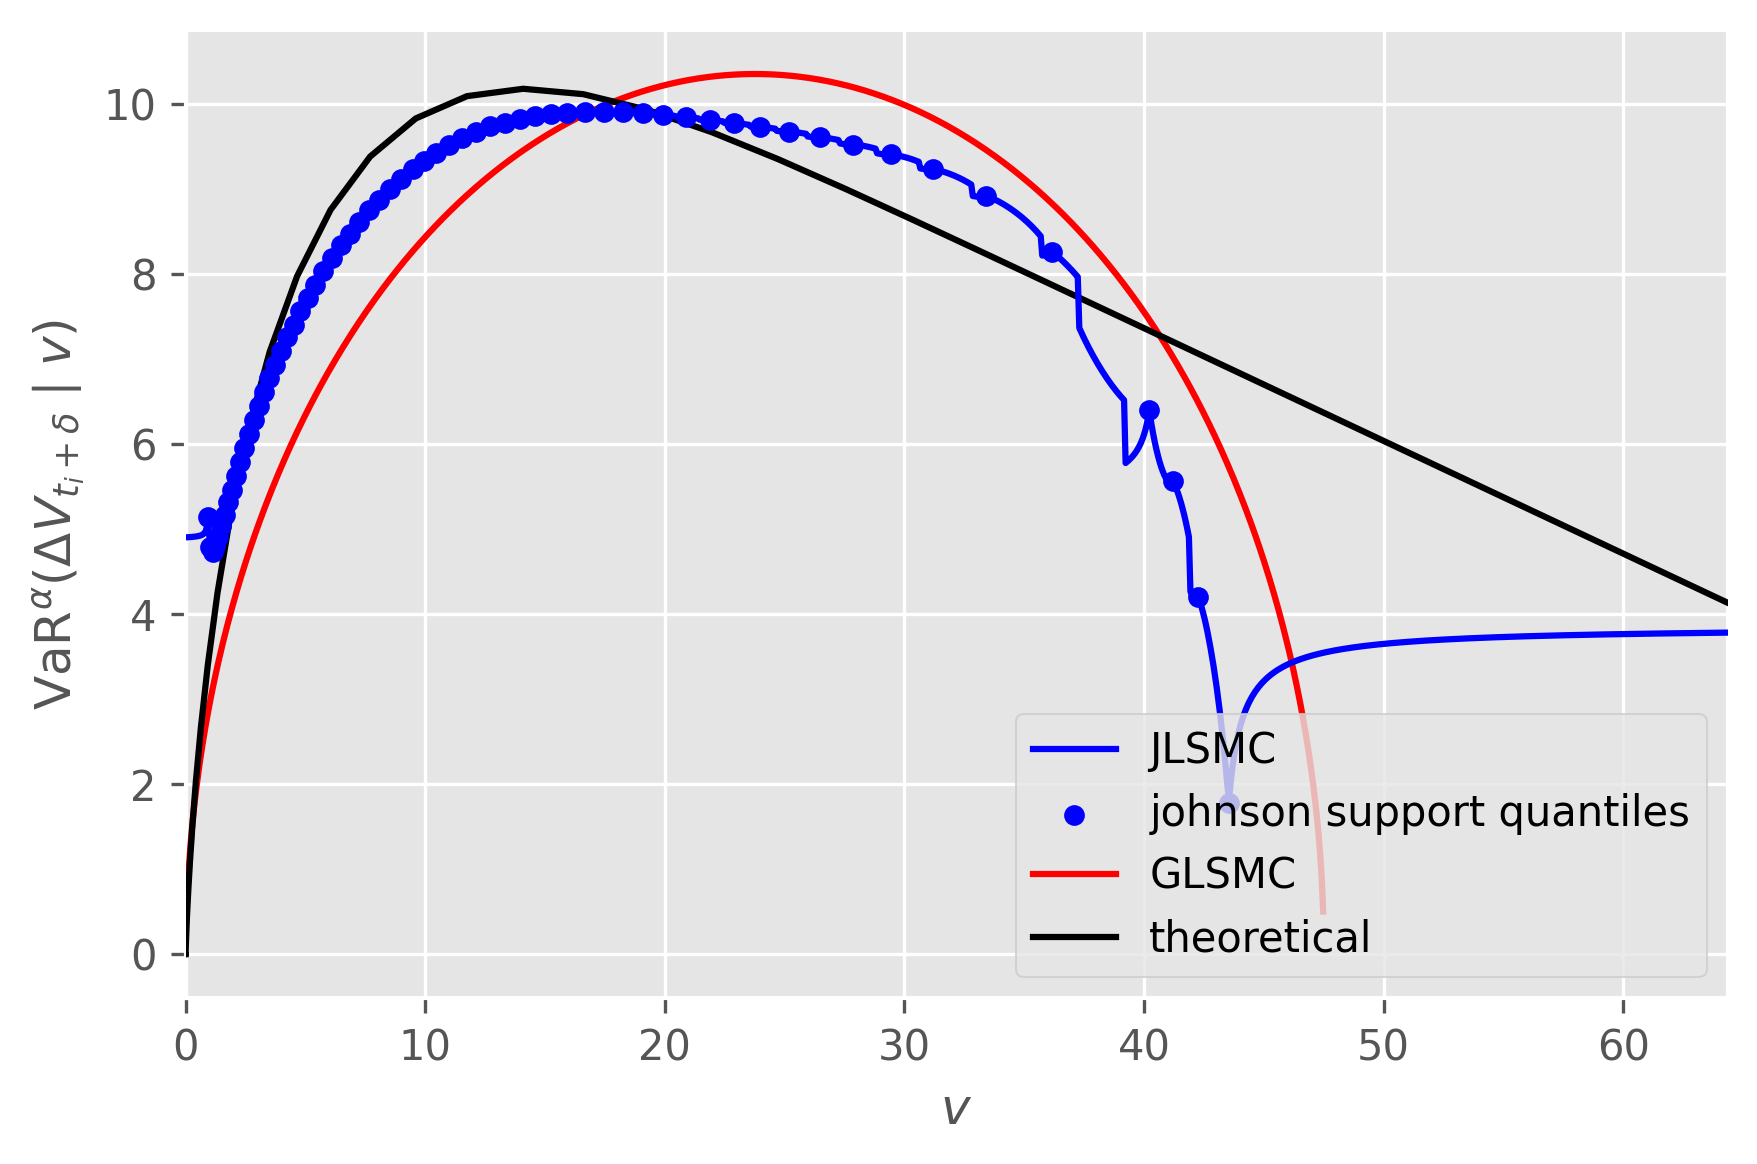 VaR^α(ΔV_{t_i+δ} | v)
10
8
6
4
2
0
0 10 20 30 40 50 60
v
JLSMC
johnson support quantiles
GLSMC
theoretical